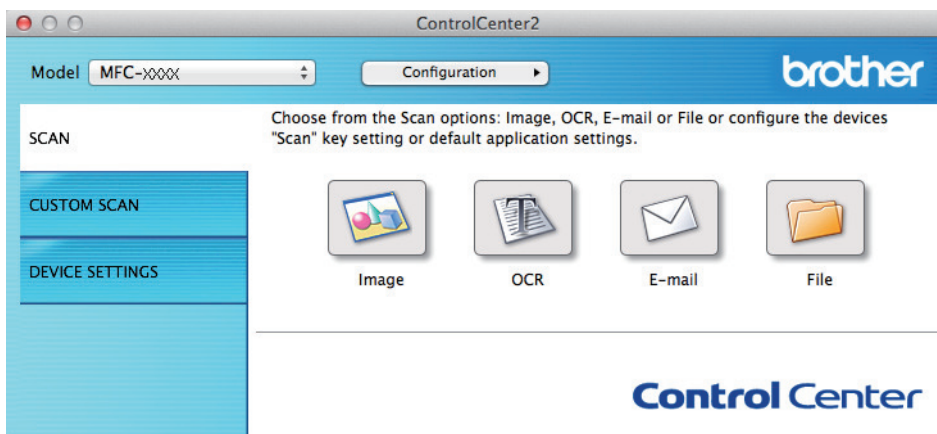 ControlCenter2
Model MFC-XXXX Configuration
brother
SCAN
Choose from the Scan options: Image, OCR, E-mail or File or configure the devices
"Scan" key setting or default application settings.
CUSTOM SCAN
DEVICE SETTINGS
Image OCR E-mail File
Control Center